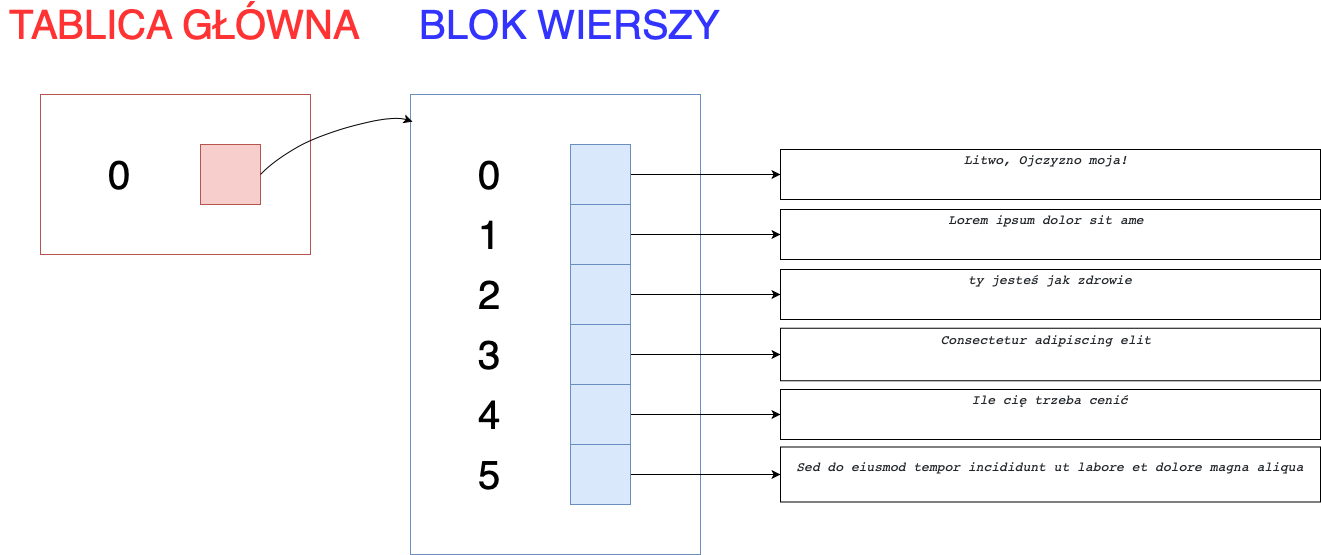 TABLICA GŁÓWNA BLOK WIERSZY
0 0 Litwo, Ojczyzno moja!
1 Lorem ipsum dolor sit ame
2 ty jesteś jak zdrowie
3 Consectetur adipiscing elit
4 Ile cię trzeba cenić
5 Sed do eiusmod tempor incididunt ut labore et dolore magna aliqua